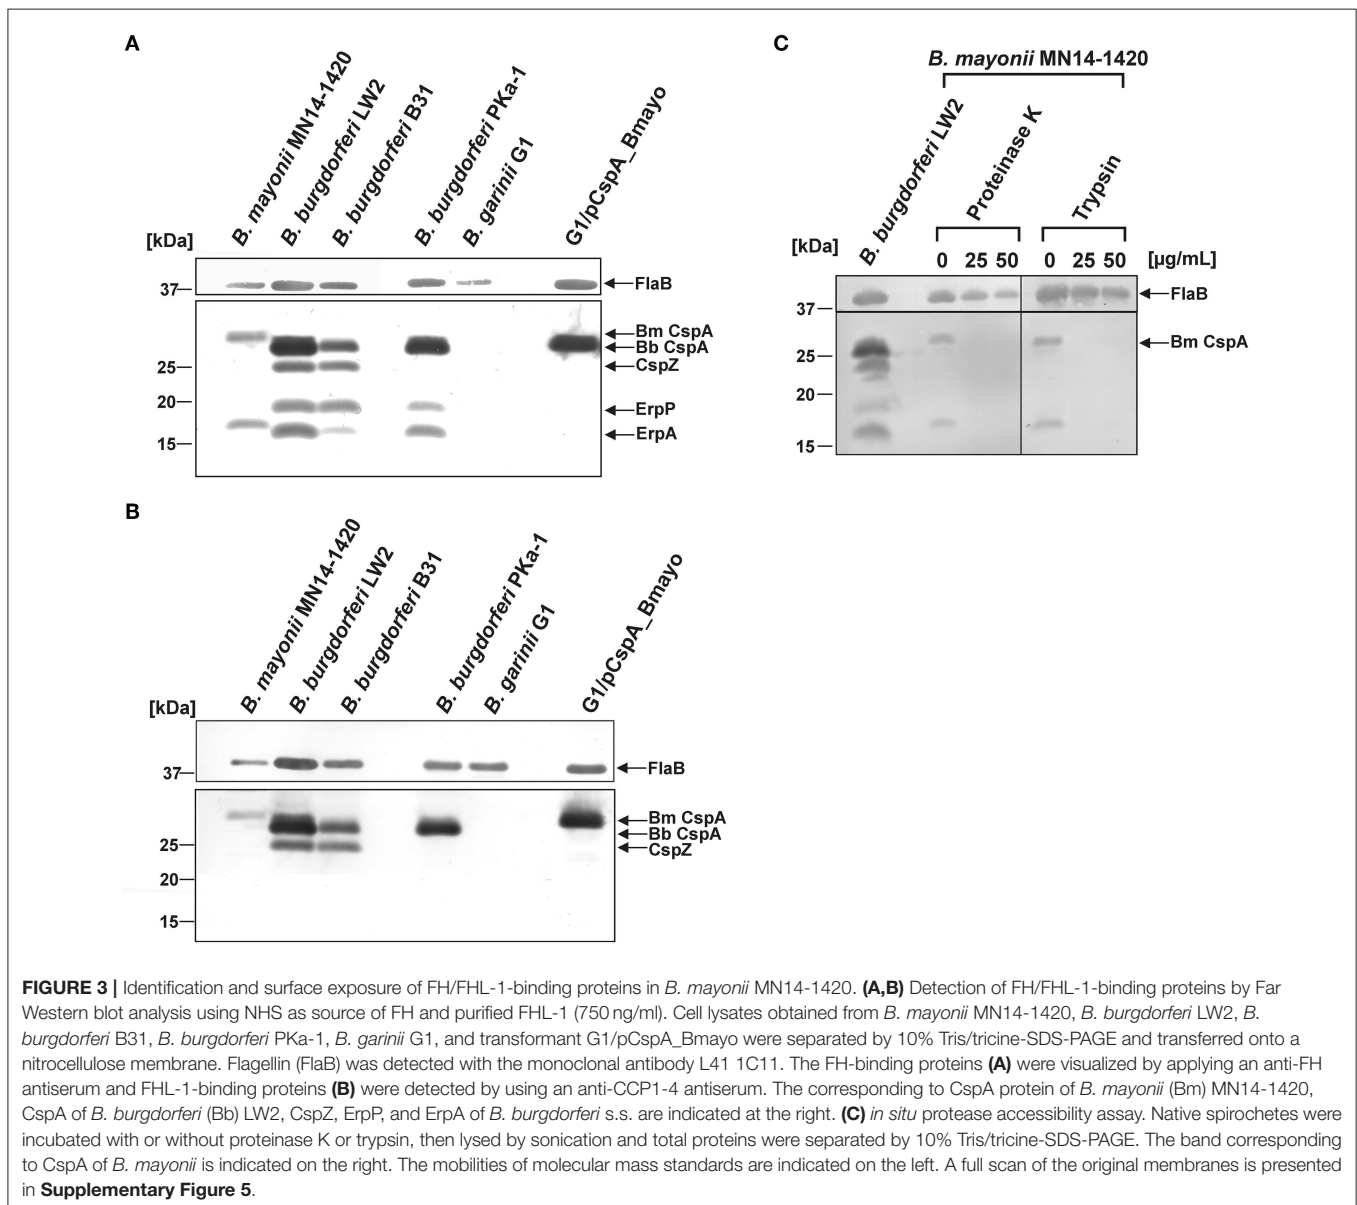 A
B. mayonii MN14-1420
B. burgdorferi LW2
B. burgdorferi B31
B. burgdorferi PKa-1
B. garinii G1
G1/pCspA_Bmayo
[kDa]
37
FlaB
Bm CspA
Bb CspA
25
CspZ
20
ErpP
15
ErpA
B
B. mayonii MN14-1420
B. burgdorferi LW2
B. burgdorferi B31
B. burgdorferi PKa-1
B. garinii G1
G1/pCspA_Bmayo
[kDa]
37
FlaB
Bm CspA
Bb CspA
25
CspZ
20
15
C
B. mayonii MN14-1420
B. burgdorferi LW2
Proteinase K
Trypsin
[kDa]
0 25 50 0 25 50 [µg/mL]
FlaB
37
Bm CspA
25
20
15
FIGURE 3 | Identification and surface exposure of FH/FHL-1-binding proteins in B. mayonii MN14-1420. (A,B) Detection of FH/FHL-1-binding proteins by Far
Western blot analysis using NHS as source of FH and purified FHL-1 (750 ng/ml). Cell lysates obtained from B. mayonii MN14-1420, B. burgdorferi LW2, B.
burgdorferi B31, B. burgdorferi PKa-1, B. garinii G1, and transformant G1/pCspA_Bmayo were separated by 10% Tris/tricine-SDS-PAGE and transferred onto a
nitrocellulose membrane. Flagellin (FlaB) was detected with the monoclonal antibody L41 1C11. The FH-binding proteins (A) were visualized by applying an anti-FH
antiserum and FHL-1-binding proteins (B) were detected by using an anti-CCP1-4 antiserum. The corresponding to CspA protein of B. mayonii (Bm) MN14-1420,
CspA of B. burgdorferi (Bb) LW2, CspZ, ErpP, and ErpA of B. burgdorferi s.s. are indicated at the right. (C) in situ protease accessibility assay. Native spirochetes were
incubated with or without proteinase K or trypsin, then lysed by sonication and total proteins were separated by 10% Tris/tricine-SDS-PAGE. The band corresponding
to CspA of B. mayonii is indicated on the right. The mobilities of molecular mass standards are indicated on the left. A full scan of the original membranes is presented
in Supplementary Figure 5.